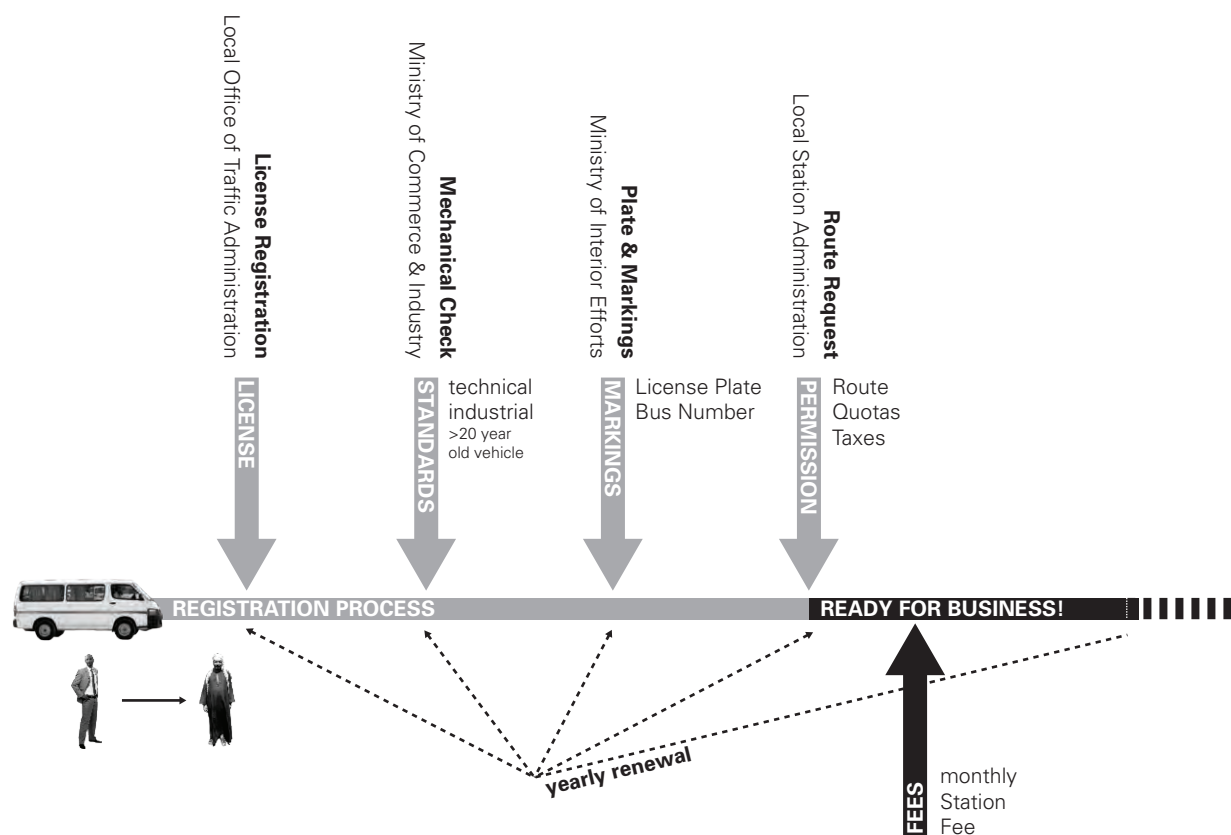 License Registration
Local Office of Traffic Administration
LICENSE
Mechanical Check
Ministry of Commerce & Industry
STANDARDS
technical
industrial
>20 year
old vehicle
Plate & Markings
Ministry of Interior Efforts
MARKINGS
License Plate
Bus Number
Route Request
Local Station Administration
PERMISSION
Route
Quotas
Taxes
REGISTRATION PROCESS
READY FOR BUSINESS!
yearly renewal
FEES
monthly
Station
Fee